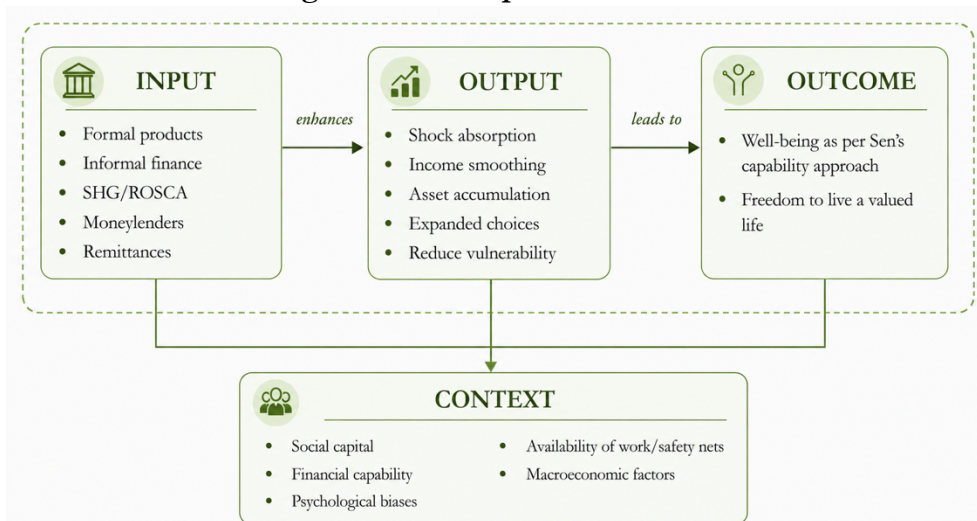 INPUT
Formal products
Informal finance
SHG/ROSCA
Moneylenders
Remittances
enhances
OUTPUT
Shock absorption
Income smoothing
Asset accumulation
Expanded choices
Reduce vulnerability
leads to
OUTCOME
Well-being as per Sen's
capability approach
Freedom to live a valued
life
CONTEXT
Social capital
Financial capability
Psychological biases
Availability of work/safety nets
Macroeconomic factors